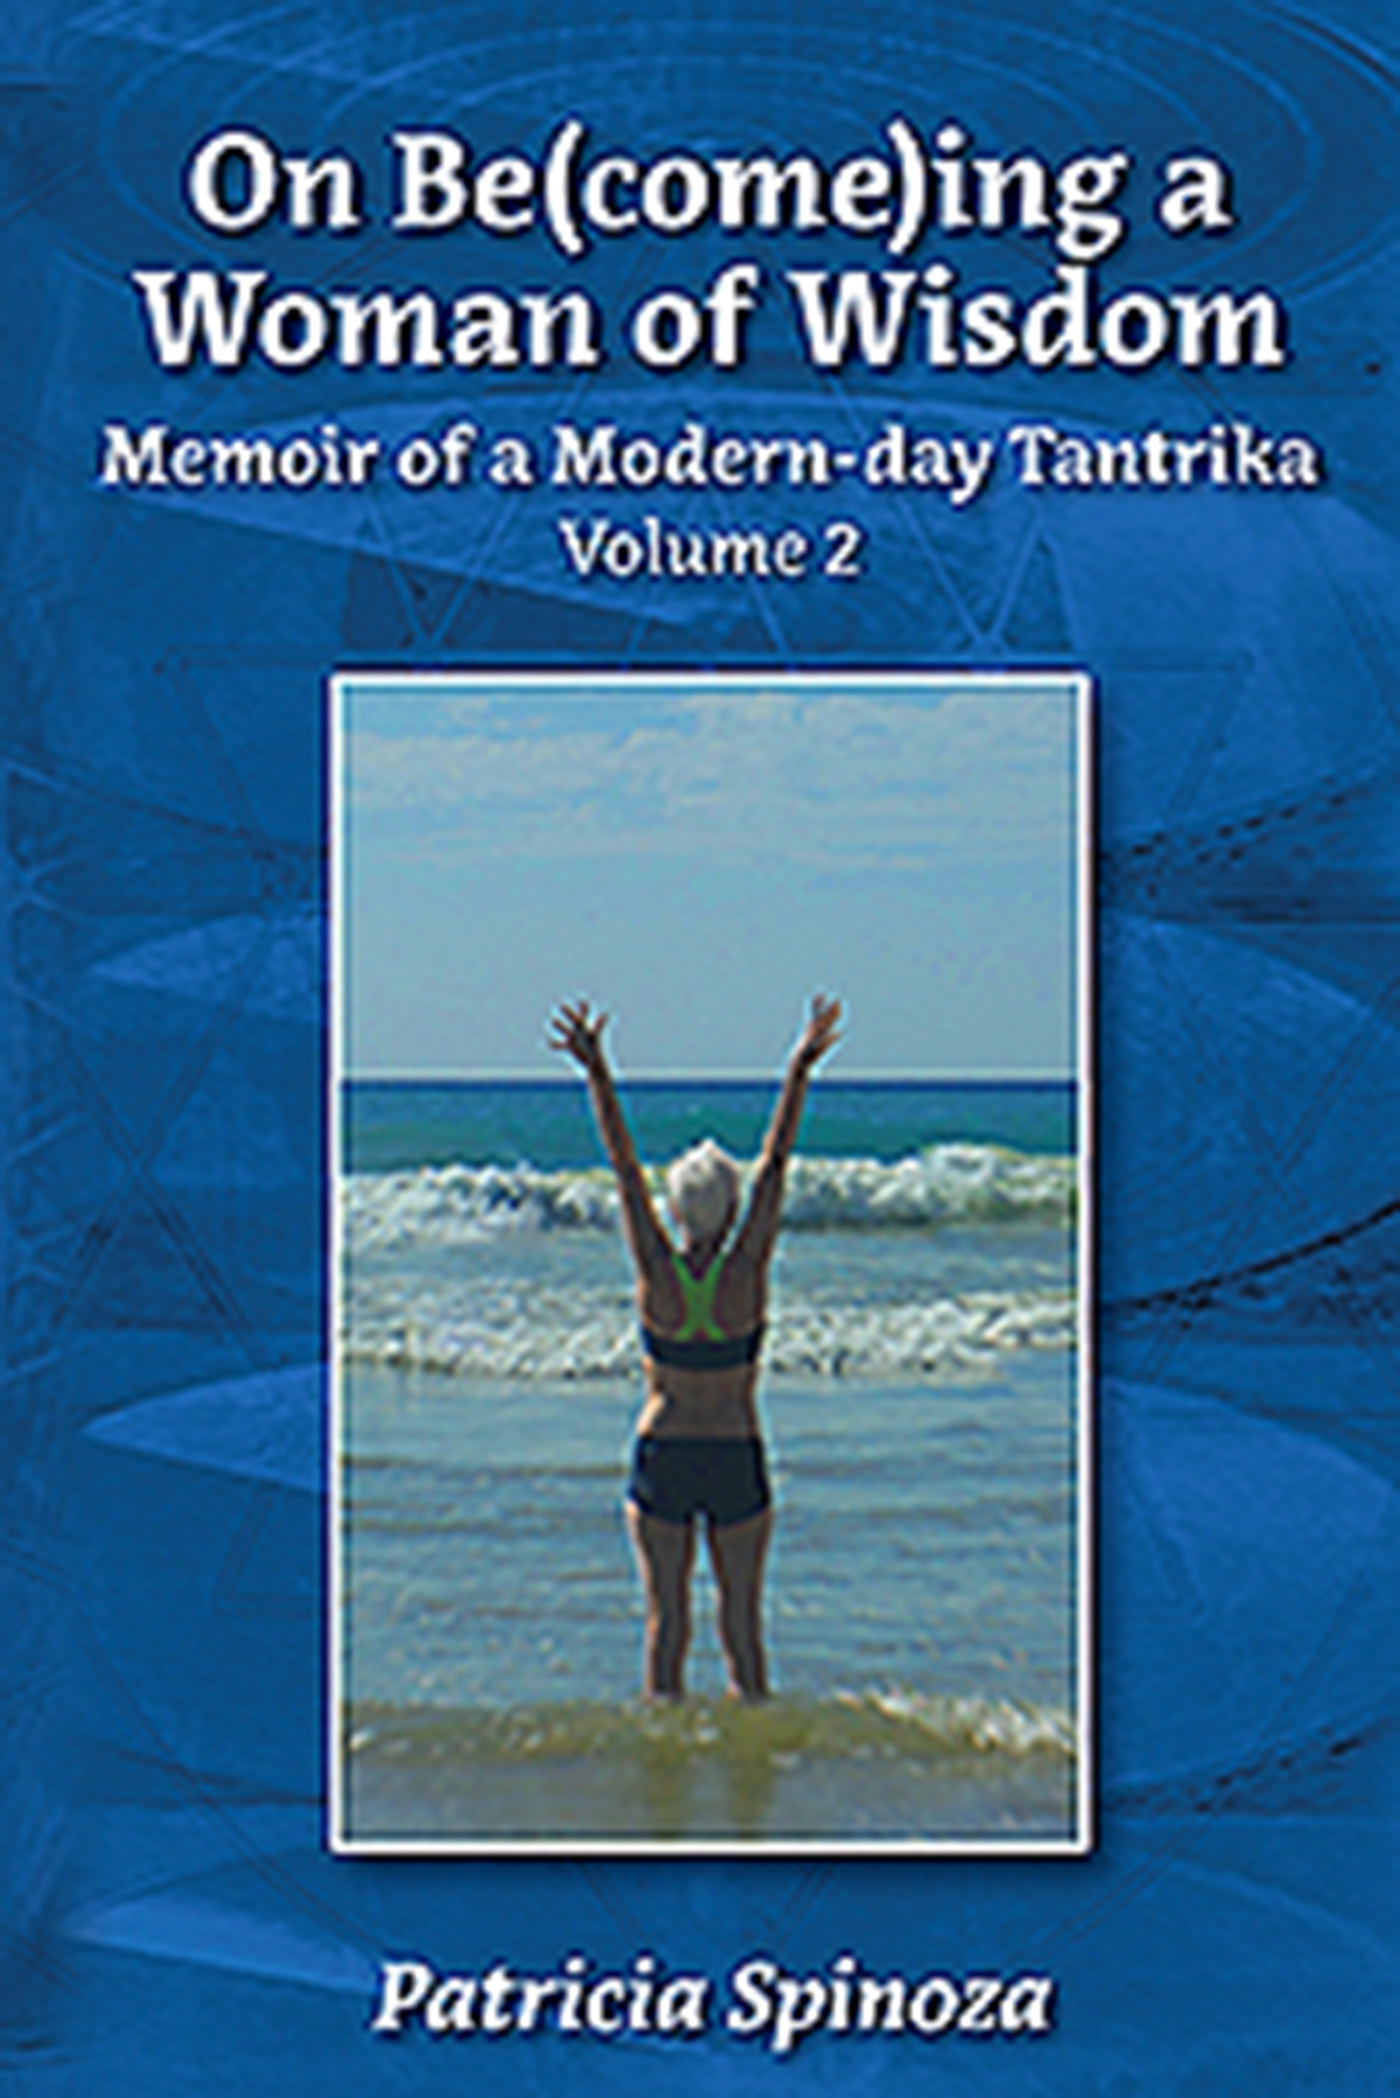 On Be(come)ing a
Woman of Wisdom
Memoir of a Modern-day Tantrika
Volume 2
Patricia Spinoza